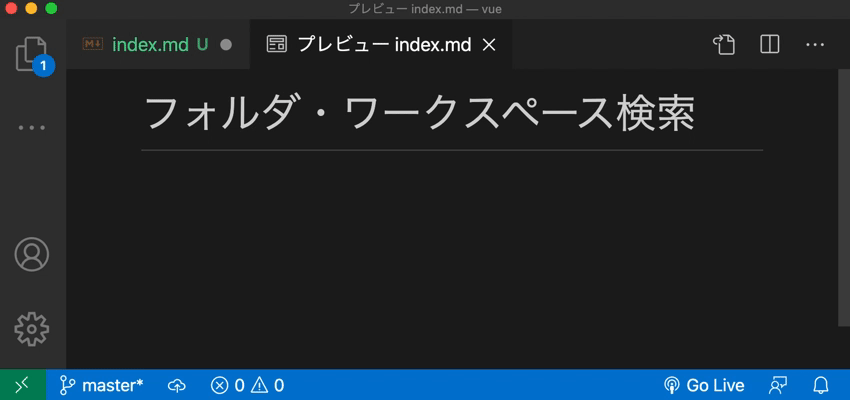 プレビュー index.md — vue
index.md U
プレビュー index.md
1
フォルダ・ワークスペース検索
master* 0 0 Go Live